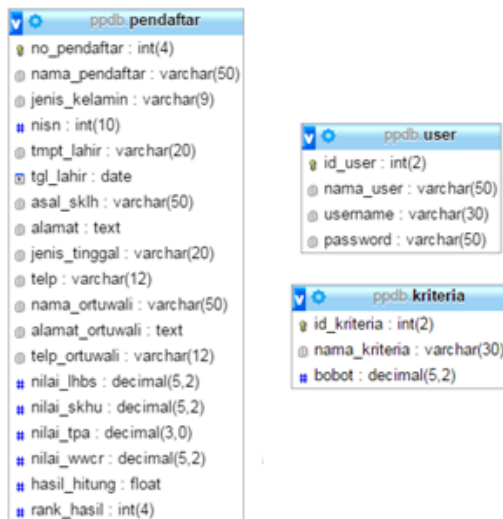 ppdb.pendaftar
no_pendaftar : int(4)
nama_pendaftar : varchar(50)
jenis_kelamin : varchar(9)
nisn : int(10)
tmpt_lahir : varchar(20)
tgl_lahir : date
asal_sklh : varchar(50)
alamat : text
jenis_tinggal : varchar(20)
telp : varchar(12)
nama_ortuwali : varchar(50)
alamat_ortuwali : text
telp_ortuwali : varchar(12)
nilai_lhbs : decimal(5,2)
nilai_skhu : decimal(5,2)
nilai_tpa : decimal(3,0)
nilai_wwcr : decimal(5,2)
hasil_hitung : float
rank_hasil : int(4)
ppdb.user
id_user : int(2)
nama_user : varchar(50)
username : varchar(30)
password : varchar(50)
ppdb.kriteria
id_kriteria : int(2)
nama_kriteria : varchar(30)
bobot : decimal(5,2)